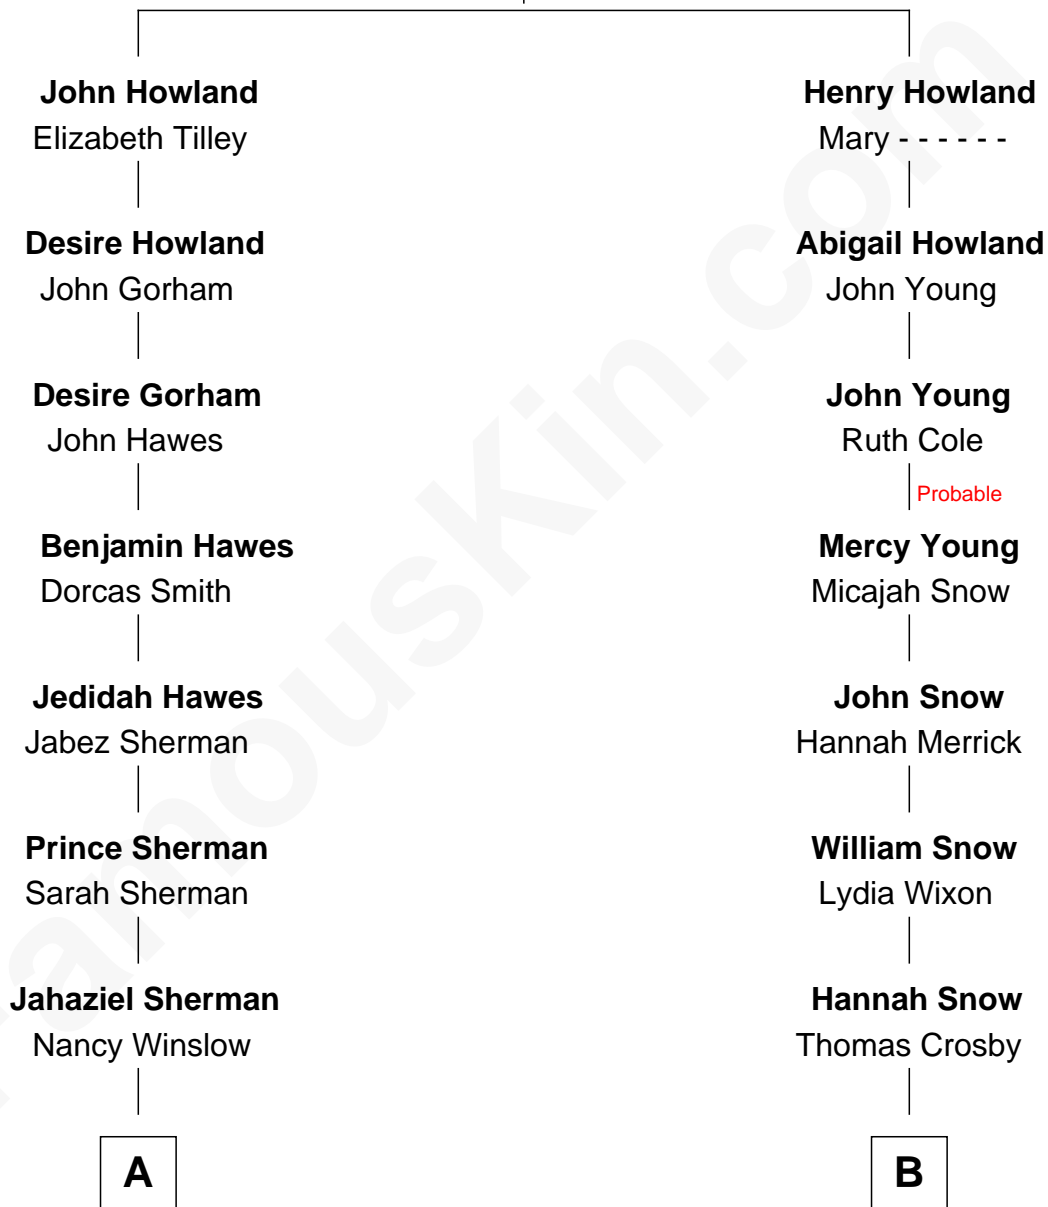 John Howland
Elizabeth Tilley
Desire Howland
John Gorham
Desire Gorham
John Hawes
Benjamin Hawes
Dorcas Smith
Jedidah Hawes
Jabez Sherman
Prince Sherman
Sarah Sherman
Jahaziel Sherman
Nancy Winslow
A
Henry Howland
Mary - - - - - -
Abigail Howland
John Young
John Young
Ruth Cole
Probable
Mercy Young
Micajah Snow
John Snow
Hannah Merrick
William Snow
Lydia Wixon
Hannah Snow
Thomas Crosby
B
FamousKin.com